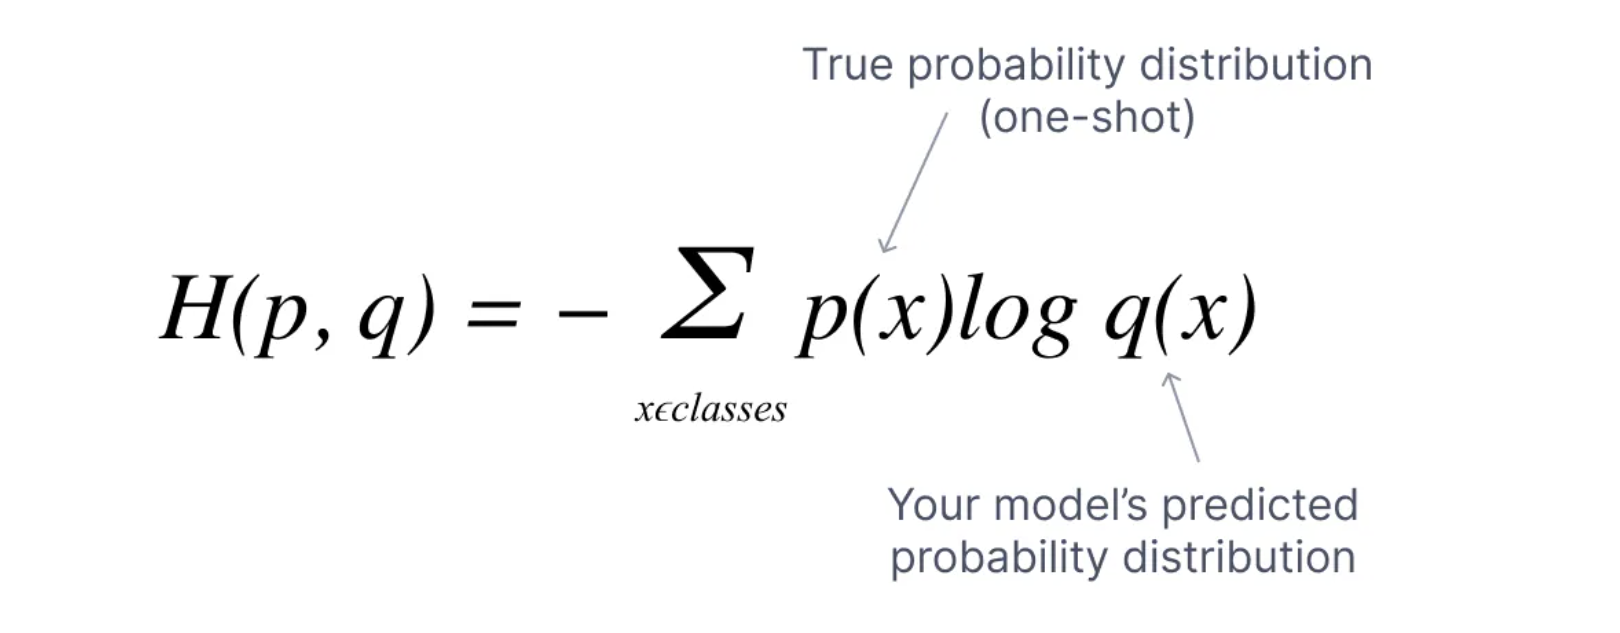 True probability distribution
(one-shot)
H(p, q) = − Σ p(x)log q(x)
xϵclasses
Your model’s predicted
probability distribution